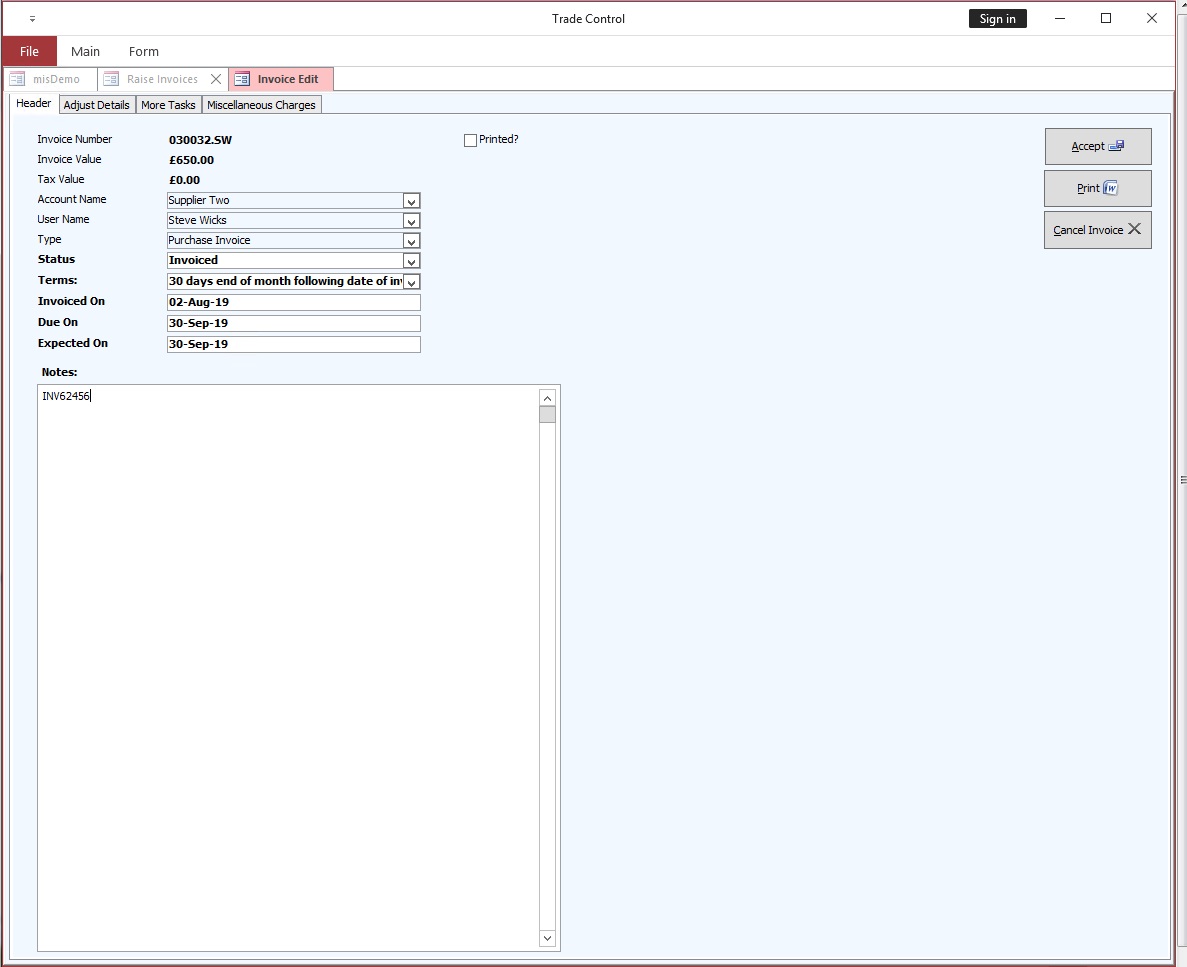 Trade Control
Sign in
File Main Form
misDemo Raise Invoices Invoice Edit
Header Adjust Details More Tasks Miscellaneous Charges
Invoice Number 030032.SW Printed?
Invoice Value £650.00
Tax Value £0.00
Account Name Supplier Two
User Name Steve Wicks
Type Purchase Invoice
Status Invoiced
Terms: 30 days end of month following date of in
Invoiced On 02-Aug-19
Due On 30-Sep-19
Expected On 30-Sep-19
Accept
Print
Cancel Invoice
Notes:
INV62456